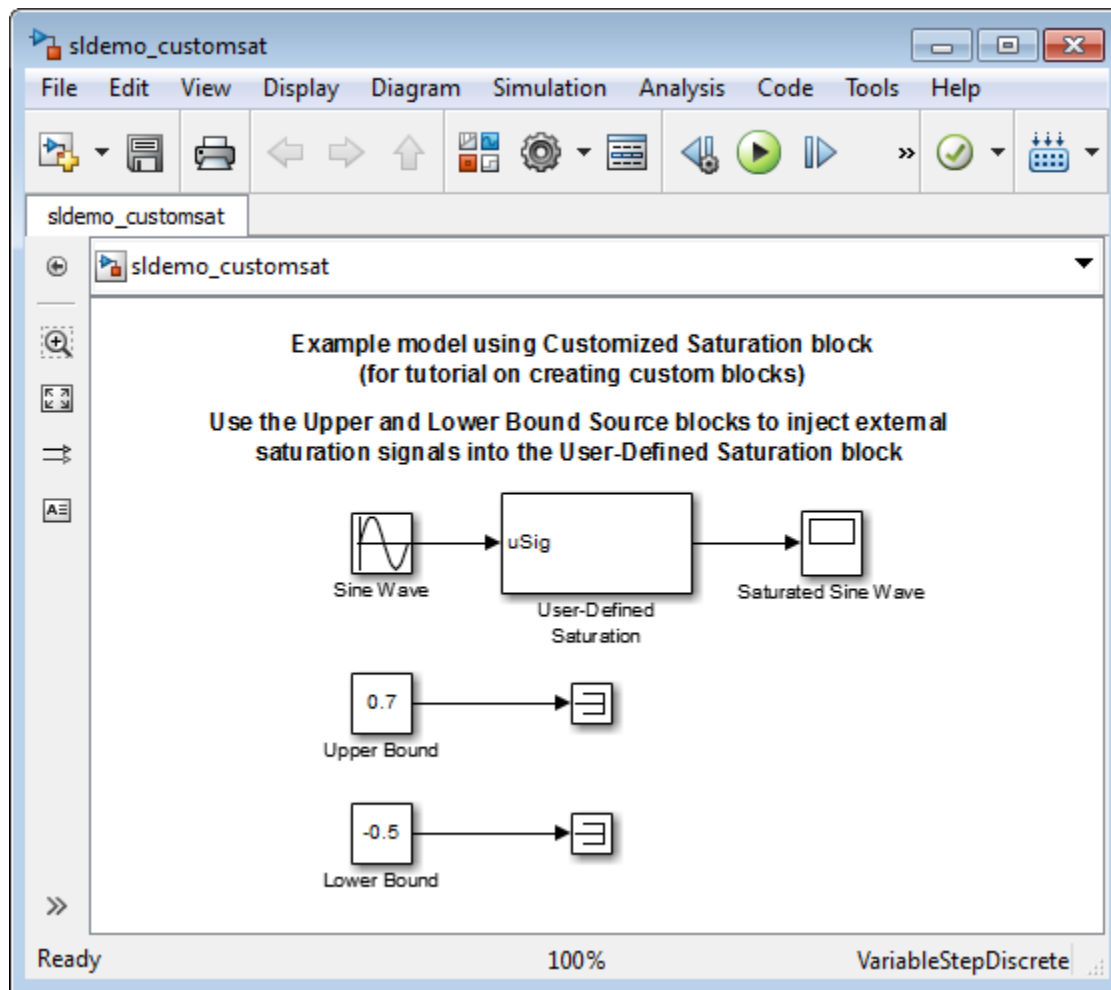 sldemo_customsat
File Edit View Display Diagram Simulation Analysis Code Tools Help
sldemo_customsat
sldemo_customsat
Example model using Customized Saturation block
(for tutorial on creating custom blocks)
Use the Upper and Lower Bound Source blocks to inject external
saturation signals into the User-Defined Saturation block
uSig
Sine Wave
User-Defined
Saturation
Saturated Sine Wave
0.7
Upper Bound
-0.5
Lower Bound
Ready 100% VariableStepDiscrete